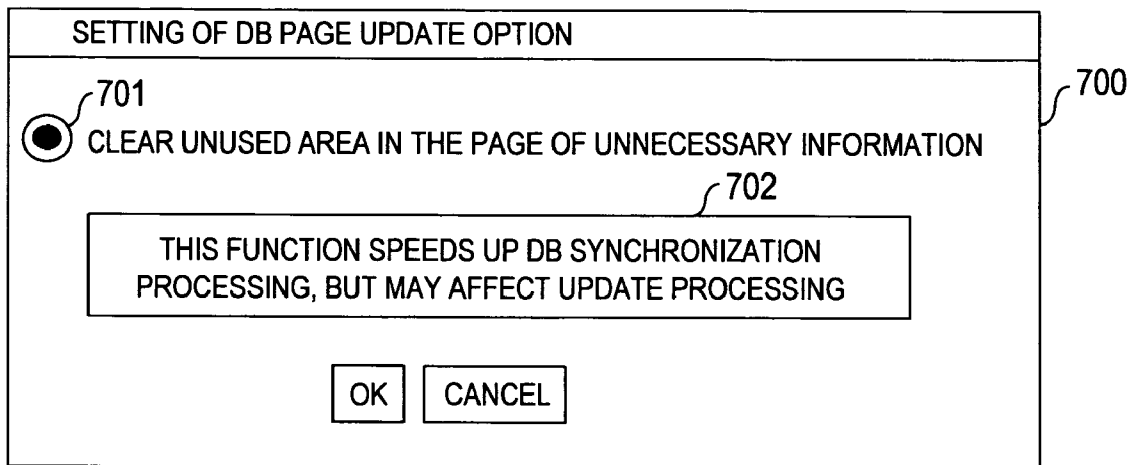 SETTING OF DB PAGE UPDATE OPTION
701
700
CLEAR UNUSED AREA IN THE PAGE OF UNNECESSARY INFORMATION
702
THIS FUNCTION SPEEDS UP DB SYNCHRONIZATION
PROCESSING, BUT MAY AFFECT UPDATE PROCESSING
OK
CANCEL